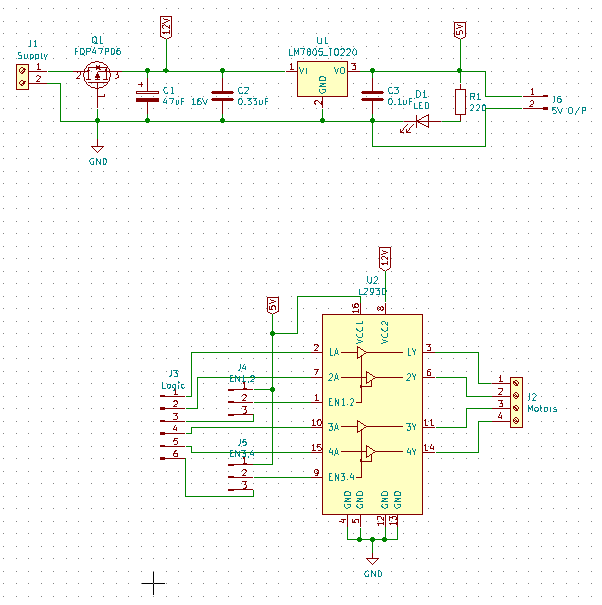 J1
Supply
1
2
Q1
FQP47P06
2
3
1
GND
12V
C1
47uF 16V
C2
0.33uF
U1
LM7805_TO220
1
VI
VO
3
GND
2
C3
0.1uF
D1
LED
5V
R1
220
1
2
J6
5V O/P
12V
U2
L293D
5V
16
8
VCC1
VCC2
2
1A
1Y
3
7
2A
2Y
6
1
EN1,2
10
3A
3Y
11
15
4A
4Y
14
9
EN3,4
GND
GND
GND
GND
4
5
12
13
GND
J3
Logic
1
2
3
4
5
6
J4
EN1,2
1
2
3
J5
EN3,4
1
2
3
1
2
3
4
J2
Motors